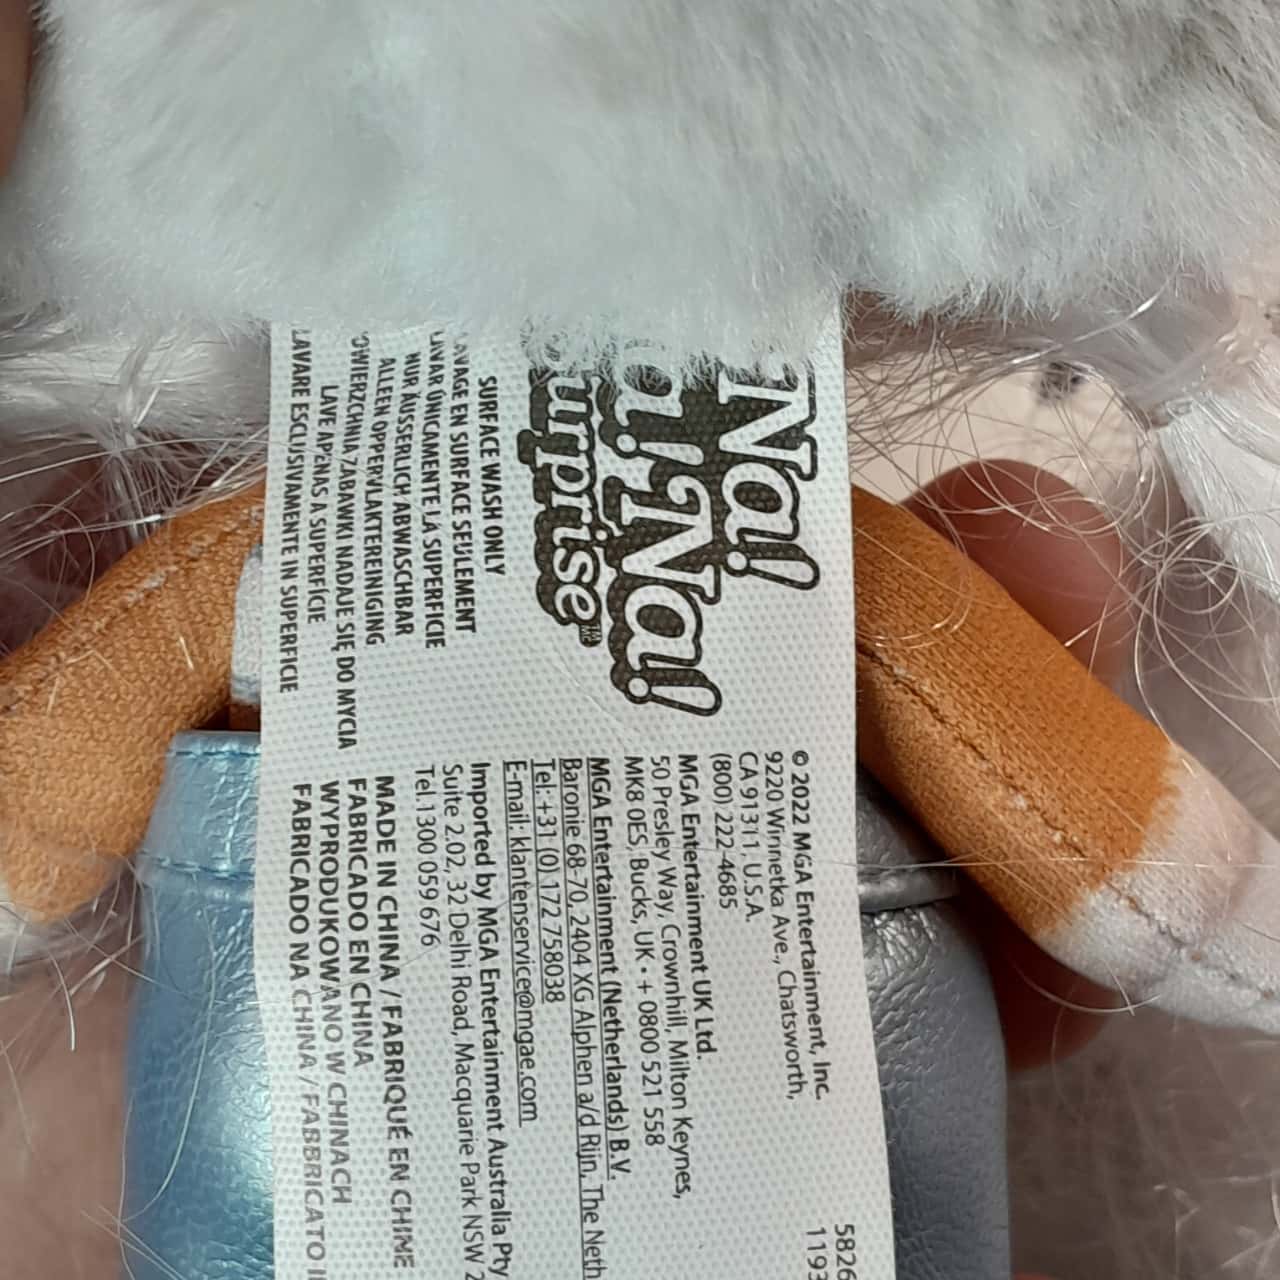 Na!
Na! Na!
Surprise™
SURFACE WASH ONLY
LAVAGE EN SURFACE SEULEMENT
LAVAR ÚNICAMENTE LA SUPERFICIE
NUR ÄUSSERLICH ABWASCHBAR
ALLEEN OPPERVLAKTEREINIGING
ZABAWKI NADAJE SIĘ DO MYCIA
LAVE APENAS A SUPERFÍCIE
LAVARE ESCLUSIVAMENTE IN SUPERFICIE
© 2022 MGA Entertainment, Inc.
9220 Winnetka Ave., Chatsworth,
CA 91311, U.S.A.
(800) 222-4685
MGA Entertainment UK Ltd.
50 Presley Way, Crownhill, Milton Keynes,
MK8 0ES, Bucks, UK • + 0800 521 558
MGA Entertainment (Netherlands) B.V.
Baronie 68-70, 2404 XG Alphen a/d Rijn, The Neth
Tel: +31 (0) 172 758038
E-mail: klantenservice@mgae.com
Imported by MGA Entertainment Australia Pty
Suite 2.02, 32 Delhi Road, Macquarie Park NSW 2
Tel 1300 059 676
MADE IN CHINA / FABRIQUÉ EN CHINE
FABRICADO EN CHINA
WYPRODUKOWANO W CHINACH
FABRICADO NA CHINA / FABBRICATO I
5826
1193